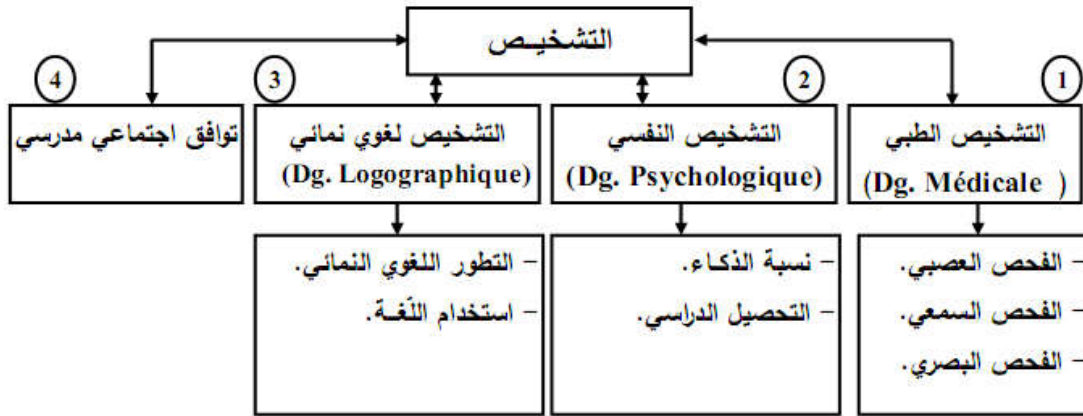 التشخيــص
1
التشخيص الطبي
(Dg. Médicale )
- الفحص العصبي.
- الفحص السمعي.
- الفحص البصري.
2
التشخيص النفسي
(Dg. Psychologique)
- نسبة الذكـاء.
- التحصيل الدراسي.
3
التشخيص لغوي نمائي
(Dg. Logographique)
- التطور اللغوي النمائي.
- استخدام اللّغـة.
4
توافق اجتماعي مدرسي